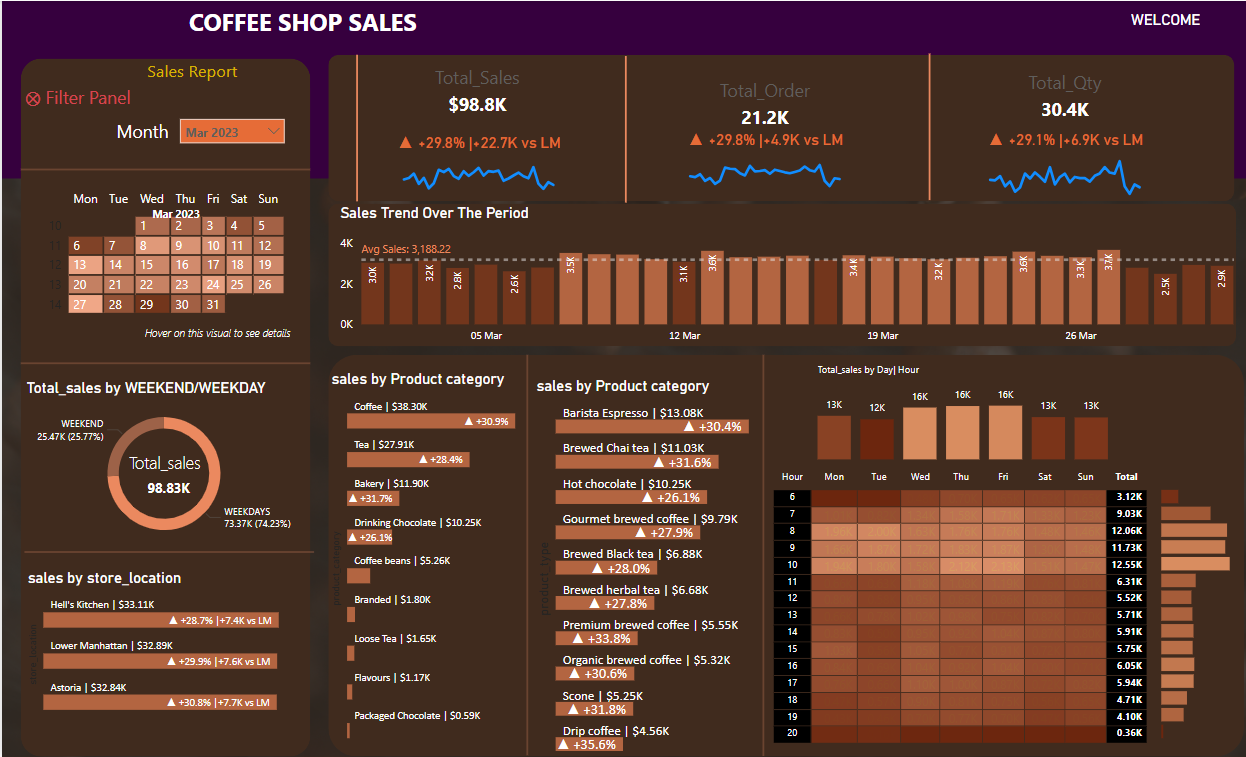 COFFEE SHOP SALES
WELCOME
Sales Report
Filter Panel
Month
Mar 2023
Mon Tue Wed Thu Fri Sat Sun
Mar 2023
10 1 2 3 4 5
11 6 7 8 9 10 11 12
12 13 14 15 16 17 18 19
13 20 21 22 23 24 25 26
14 27 28 29 30 31
Hover on this visual to see details
Total_Sales
$98.8K
▲ +29.8% |+22.7K vs LM
Total_Order
21.2K
▲ +29.8% |+4.9K vs LM
Total_Qty
30.4K
▲ +29.1% |+6.9K vs LM
Sales Trend Over The Period
4K
2K
0K
Avg Sales: 3,188.22
3.0K 3.2K 2.8K 2.6K 3.5K 3.1K 3.6K 3.4K 3.2K 3.6K 3.3K 3.7K 2.5K 2.9K
05 Mar 12 Mar 19 Mar 26 Mar
Total_sales by WEEKEND/WEEKDAY
WEEKEND
25.47K (25.77%)
Total_sales
98.83K
WEEKDAYS
73.37K (74.23%)
sales by store_location
store_location
Hell's Kitchen | $33.11K
▲ +28.7% |+7.4K vs LM
Lower Manhattan | $32.89K
▲ +29.9% |+7.6K vs LM
Astoria | $32.84K
▲ +30.8% |+7.7K vs LM
sales by Product category
product_category
Coffee | $38.30K
▲ +30.9%
Tea | $27.91K
▲ +28.4%
Bakery | $11.90K
▲ +31.7%
Drinking Chocolate | $10.25K
▲ +26.1%
Coffee beans | $5.26K
Branded | $1.80K
Loose Tea | $1.65K
Flavours | $1.17K
Packaged Chocolate | $0.59K
sales by Product category
product_type
Barista Espresso | $13.08K
▲ +30.4%
Brewed Chai tea | $11.03K
▲ +31.6%
Hot chocolate | $10.25K
▲ +26.1%
Gourmet brewed coffee | $9.79K
▲ +27.9%
Brewed Black tea | $6.88K
▲ +28.0%
Brewed herbal tea | $6.68K
▲ +27.8%
Premium brewed coffee | $5.55K
▲ +33.8%
Organic brewed coffee | $5.32K
▲ +30.6%
Scone | $5.25K
▲ +31.8%
Drip coffee | $4.56K
▲ +35.6%
Total_sales by Day| Hour
13K 12K 16K 16K 16K 13K 13K
Hour Mon Tue Wed Thu Fri Sat Sun Total
6 3.12K
7 9.03K
8 12.06K
9 11.73K
10 12.55K
11 6.31K
12 5.52K
13 5.71K
14 5.91K
15 5.75K
16 6.05K
17 5.94K
18 4.71K
19 4.10K
20 0.36K